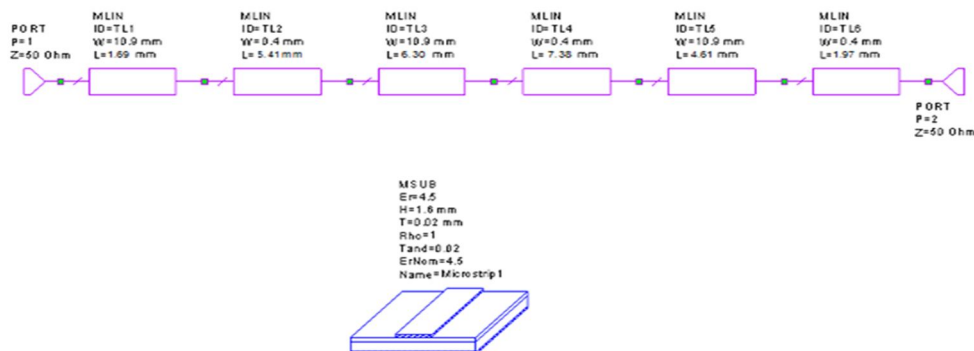 PORT
P=1
Z=50 Ohm
MLIN
ID=TL1
W=10.9 mm
L=1.69 mm
MLIN
ID=TL2
W=0.4 mm
L=5.41mm
MLIN
ID=TL3
W=10.9 mm
L=6.30 mm
MLIN
ID=TL4
W=0.4 mm
L=7.38 mm
MLIN
ID=TL5
W=10.9 mm
L=4.61 mm
MLIN
ID=TL6
W=0.4 mm
L=1.97 mm
PORT
P=2
Z=50 Ohm
MSUB
Er=4.5
H=1.6 mm
T=0.02 mm
Rho=1
Tand=0.02
ErNom=4.5
Name=Microstrip1